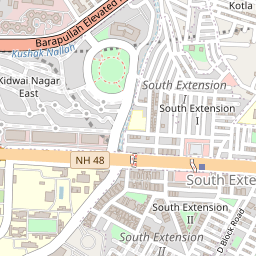 Kotla
Barapullah Elevated
Kushak Nallah
Kidwai Nagar
East
South Extension
South Extension
I
NH 48
South Exte
South Extension
II
South Extension
II
D Block Road